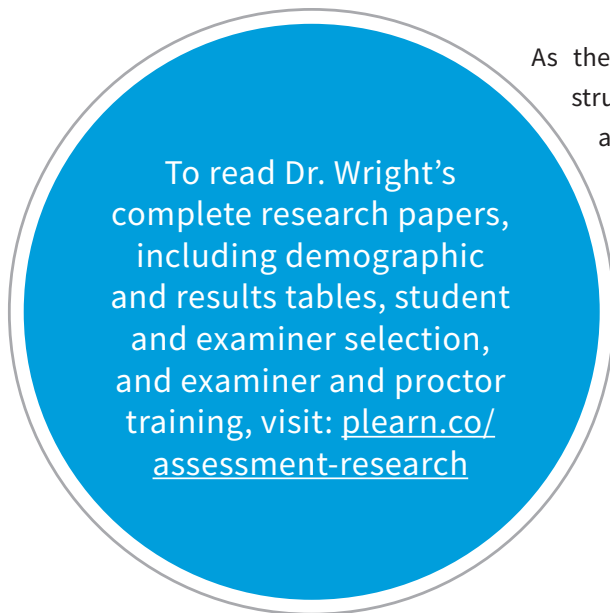 As the
stru
a
To read Dr. Wright’s
complete research papers,
including demographic
and results tables, student
and examiner selection,
and examiner and proctor
training, visit: plearn.co/
assessment-research